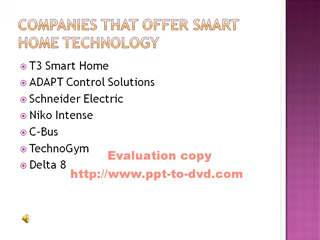 COMPANIES THAT OFFER SMART
HOME TECHNOLOGY
T3 Smart Home
ADAPT Control Solutions
Schneider Electric
Niko Intense
C-Bus
TechnoGym
Delta 8
Evaluation copy
http://www.ppt-to-dvd.com